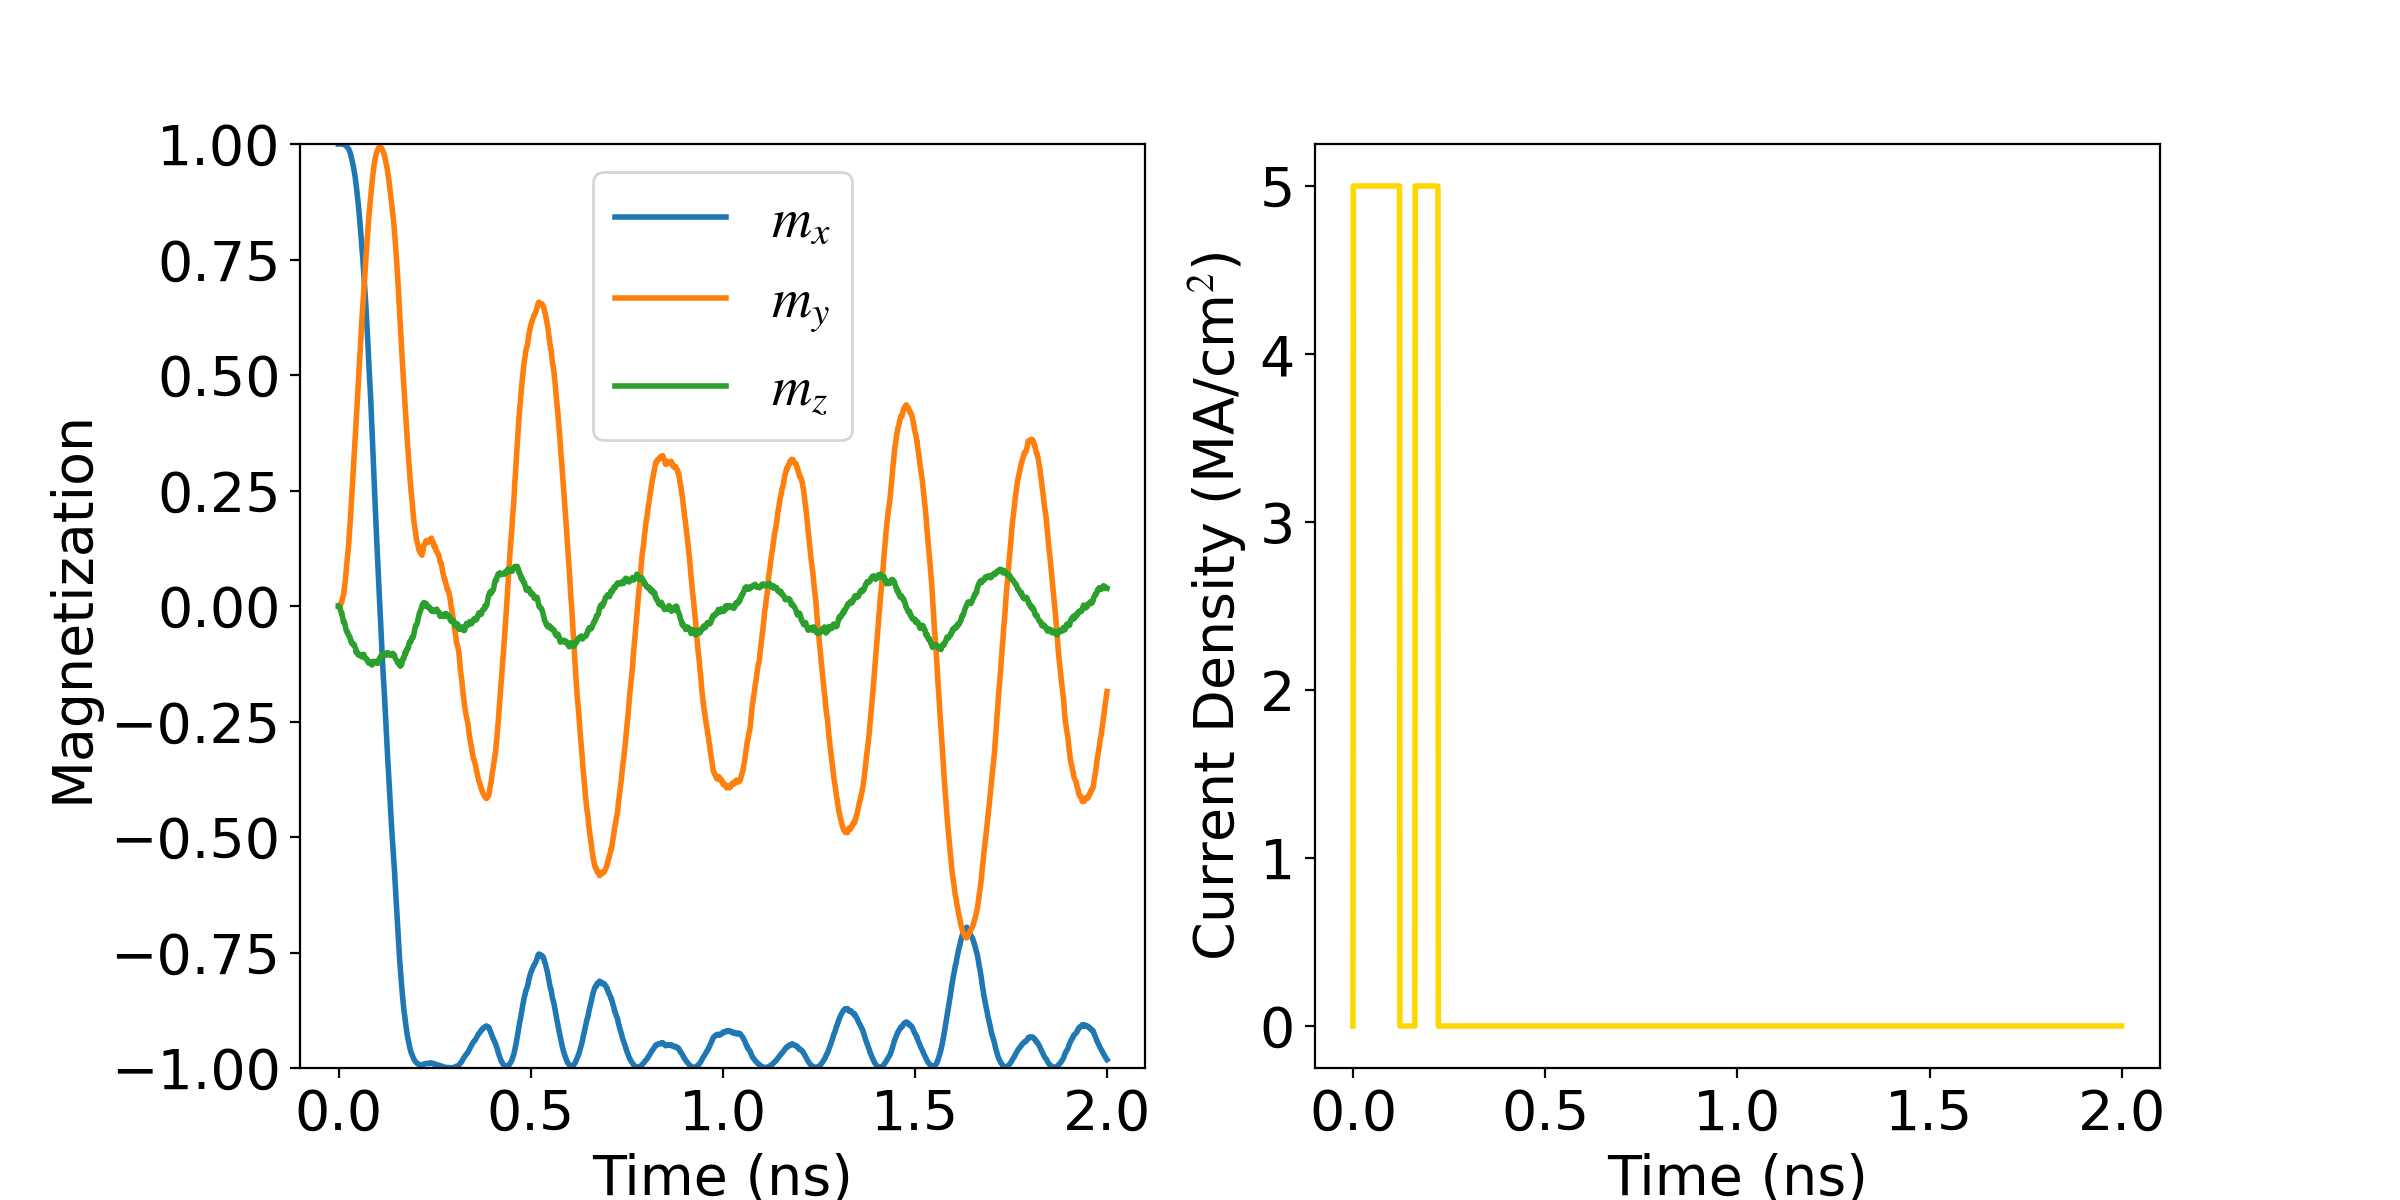 1.00
0.75
0.50
0.25
0.00
−0.25
−0.50
−0.75
−1.00
Magnetization
0.0 0.5 1.0 1.5 2.0
Time (ns)
m_x
m_y
m_z
5
4
3
2
1
0
Current Density (MA/cm²)
0.0 0.5 1.0 1.5 2.0
Time (ns)